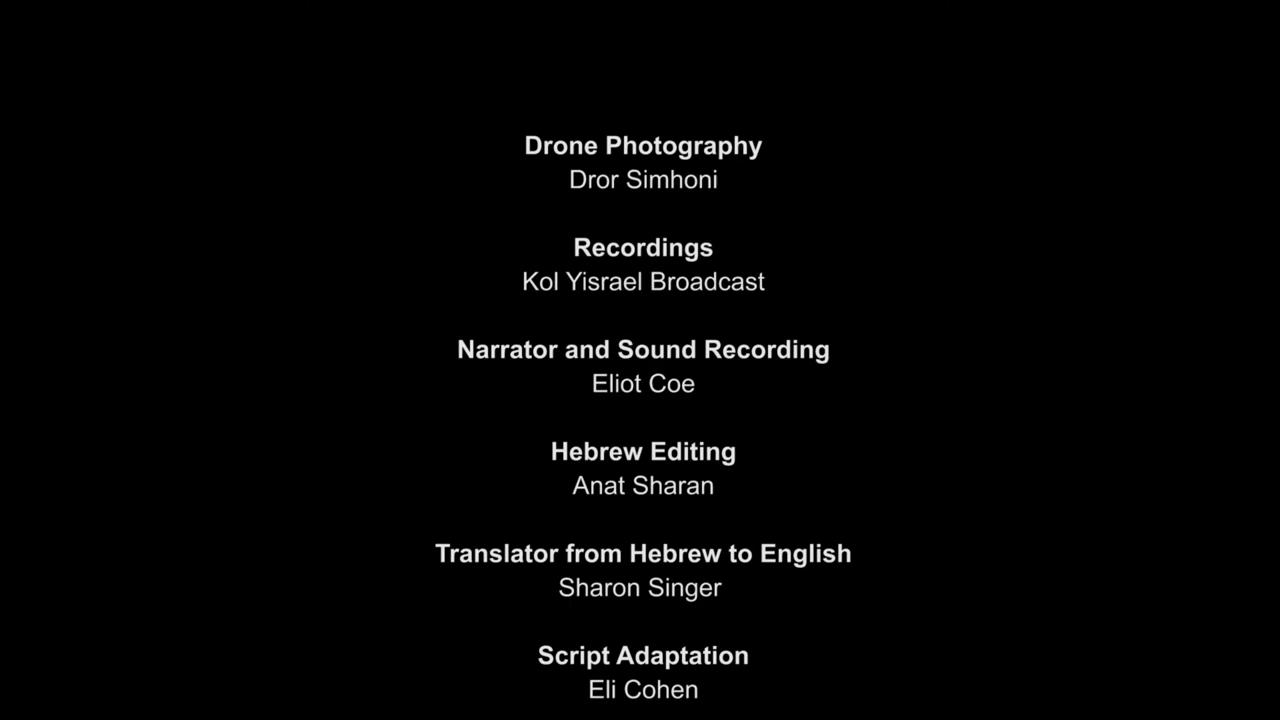 Drone Photography
Dror Simhoni
Recordings
Kol Yisrael Broadcast
Narrator and Sound Recording
Eliot Coe
Hebrew Editing
Anat Sharan
Translator from Hebrew to English
Sharon Singer
Script Adaptation
Eli Cohen